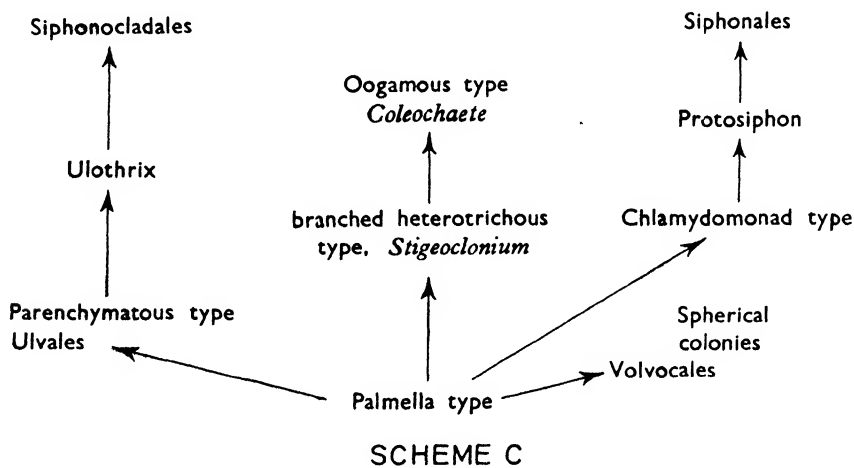 Siphonocladales
Siphonales
Oogamous type
Coleochaete
Protosiphon
Ulothrix
branched heterotrichous
type, Stigeoclonium
Chlamydomonad type
Parenchymatous type
Ulvales
Spherical
colonies
Volvocales
Palmella type
SCHEME C